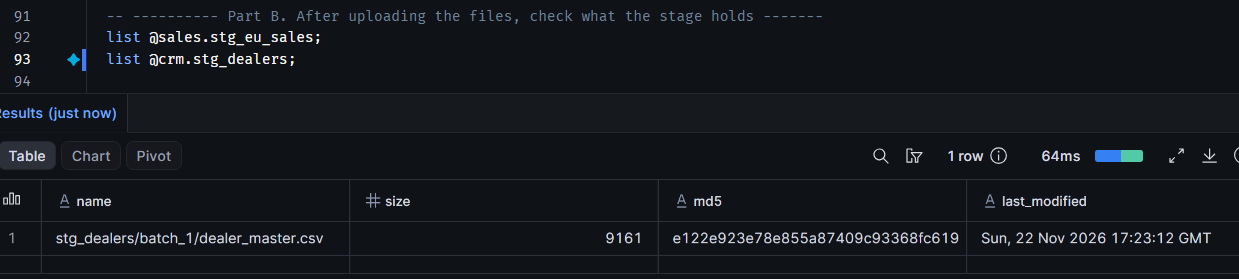 91 -- ---------- Part B. After uploading the files, check what the stage holds -------
92 list @sales.stg_eu_sales;
93 list @crm.stg_dealers;
94
Results (just now)
Table Chart Pivot 1 row 64ms
name size md5 last_modified
1 stg_dealers/batch_1/dealer_master.csv 9161 e122e923e78e855a87409c93368fc619 Sun, 22 Nov 2026 17:23:12 GMT